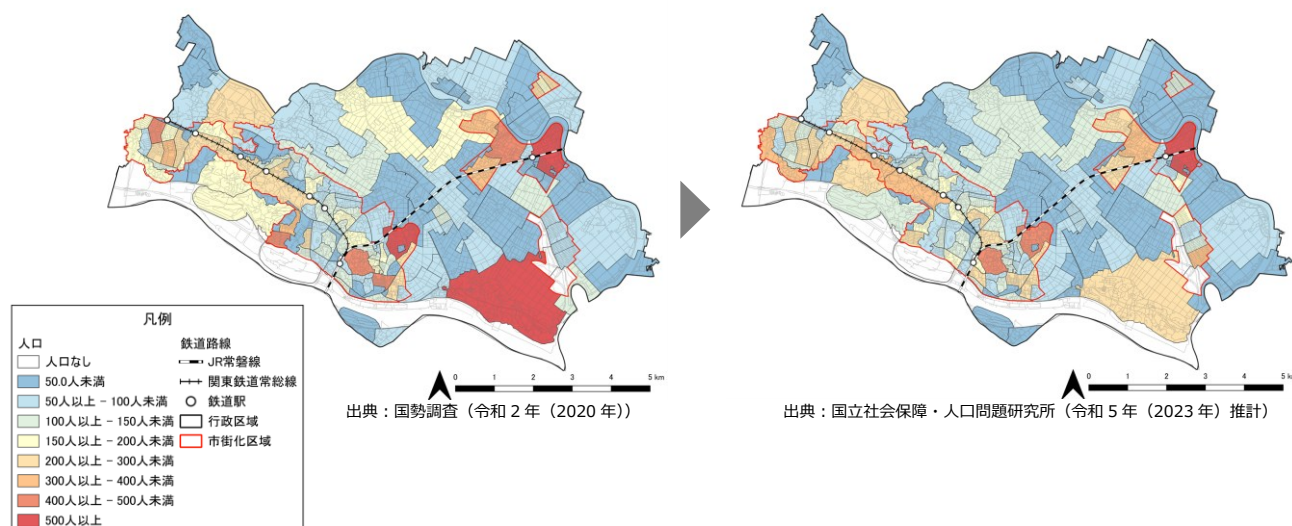 0 1 2 3 4 5 km
出典：国勢調査（令和2年（2020年））
0 1 2 3 4 5 km
出典：国立社会保障・人口問題研究所（令和5年（2023年）推計）
凡例
人口
人口なし
50.0人未満
50人以上 − 100人未満
100人以上 − 150人未満
150人以上 − 200人未満
200人以上 − 300人未満
300人以上 − 400人未満
400人以上 − 500人未満
500人以上
鉄道路線
JR常磐線
関東鉄道常総線
鉄道駅
行政区域
市街化区域